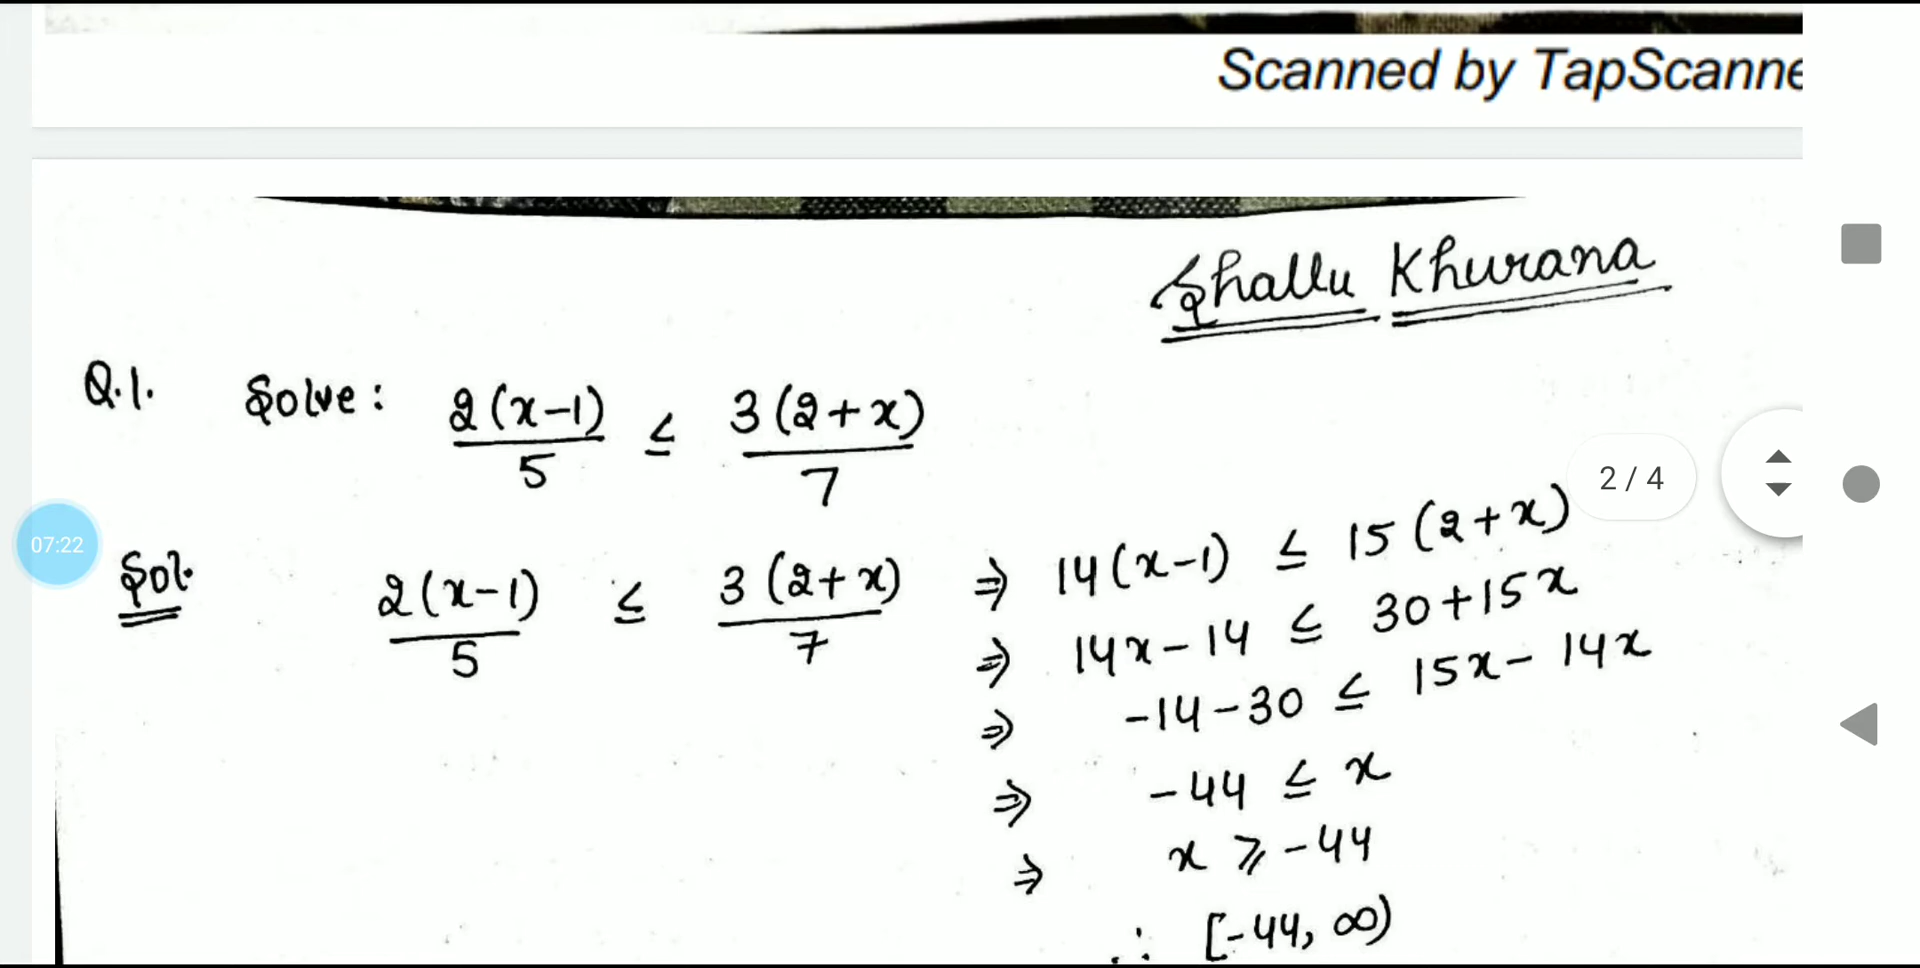 Scanned by TapScanne
Shallu Khurana
Q.1. Solve: 2(x-1)/5 ≤ 3(2+x)/7
2/4
07:22
Sol. 2(x-1)/5 ≤ 3(2+x)/7 ⇒ 14(x-1) ≤ 15(2+x)
⇒ 14x-14 ≤ 30+15x
⇒ -14-30 ≤ 15x-14x
⇒ -44 ≤ x
⇒ x ≥ -44
∴ [-44, ∞)